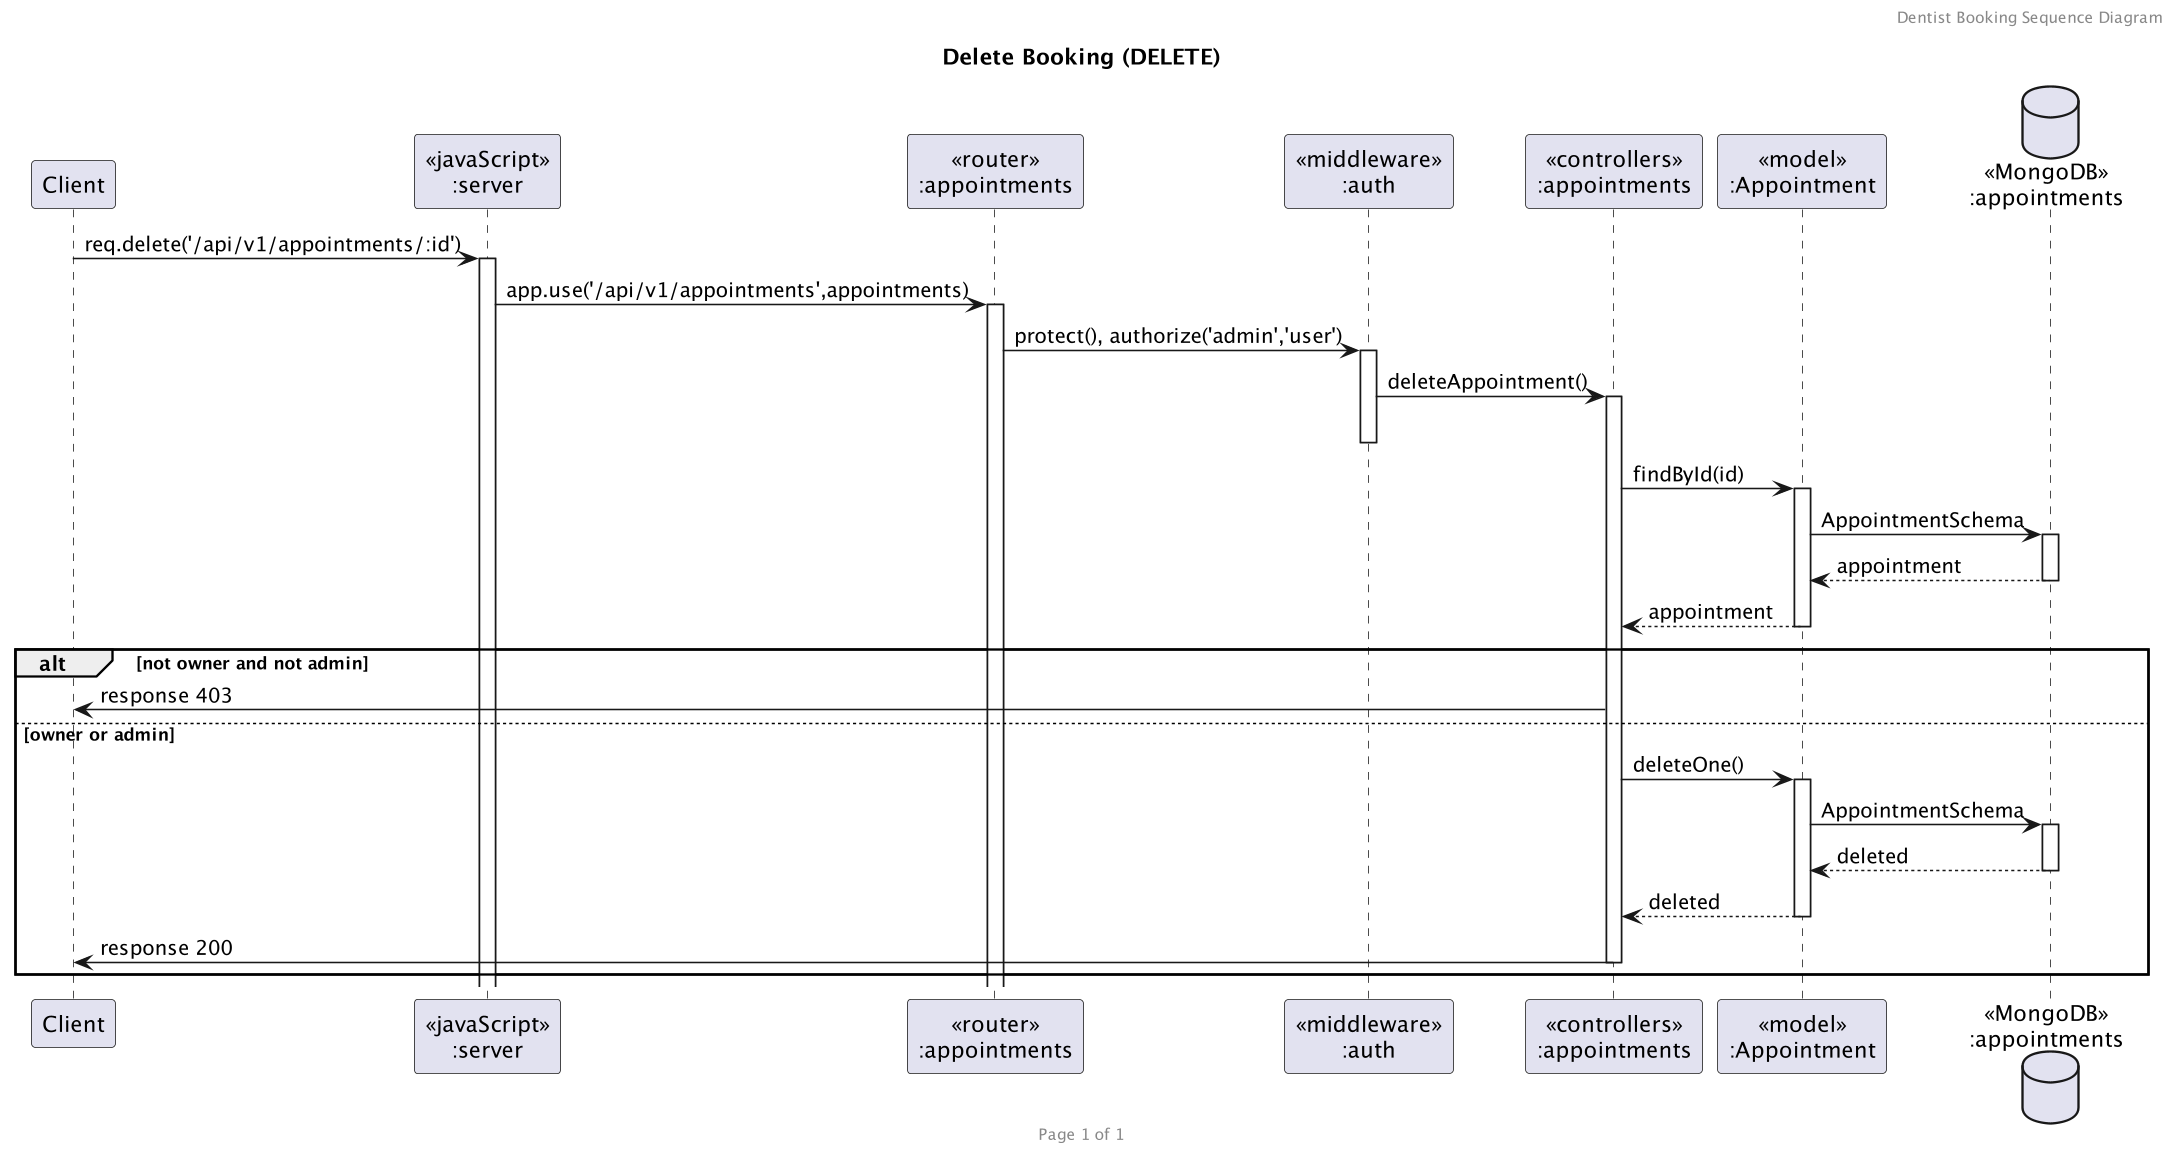 Dentist Booking Sequence Diagram
Delete Booking (DELETE)
Client
«javaScript»
:server
«router»
:appointments
«middleware»
:auth
«controllers»
:appointments
«model»
:Appointment
«MongoDB»
:appointments
req.delete('/api/v1/appointments/:id')
app.use('/api/v1/appointments',appointments)
protect(), authorize('admin','user')
deleteAppointment()
findById(id)
AppointmentSchema
appointment
appointment
alt [not owner and not admin]
response 403
[owner or admin]
deleteOne()
AppointmentSchema
deleted
deleted
response 200
Client
«javaScript»
:server
«router»
:appointments
«middleware»
:auth
«controllers»
:appointments
«model»
:Appointment
«MongoDB»
:appointments
Page 1 of 1